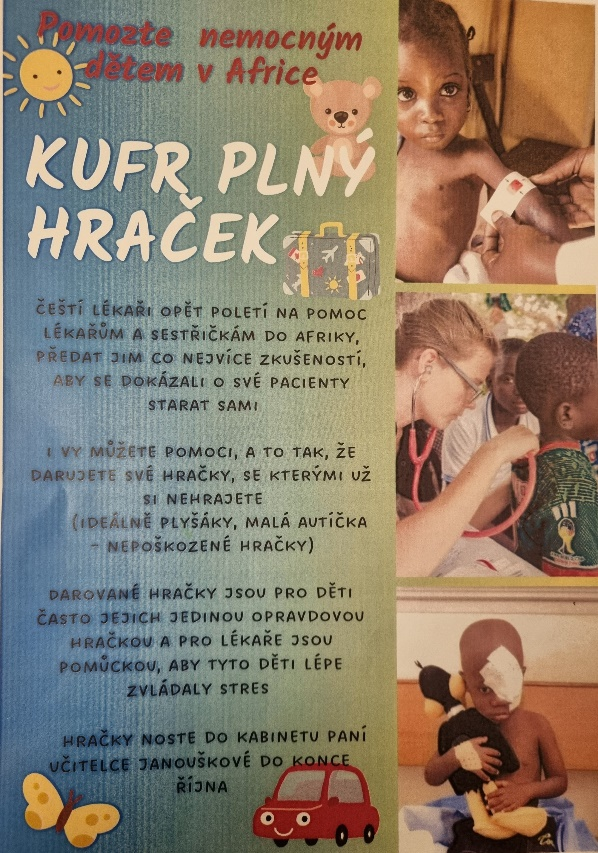 Pomozte nemocným
dětem v Africe
KUFR PLNÝ
HRAČEK
ČEŠTÍ LÉKAŘI OPĚT POLETÍ NA POMOC
LÉKAŘŮM A SESTŘIČKÁM DO AFRIKY,
PŘEDAT JIM CO NEJVÍCE ZKUŠENOSTÍ,
ABY SE DOKÁZALI O SVÉ PACIENTY
STARAT SAMI
I VY MŮŽETE POMOCI, A TO TAK, ŽE
DARUJETE SVÉ HRAČKY, SE KTERÝMI UŽ
SI NEHRAJETE
(IDEÁLNĚ PLYŠÁKY, MALÁ AUTÍČKA
- NEPOŠKOZENÉ HRAČKY)
DAROVANÉ HRAČKY JSOU PRO DĚTI
ČASTO JEJICH JEDINOU OPRAVDOVOU
HRAČKOU A PRO LÉKAŘE JSOU
POMŮCKOU, ABY TYTO DĚTI LÉPE
ZVLÁDALY STRES
HRAČKY NOSTE DO KABINETU PANÍ
UČITELCE JANOUŠKOVÉ DO KONCE
ŘÍJNA